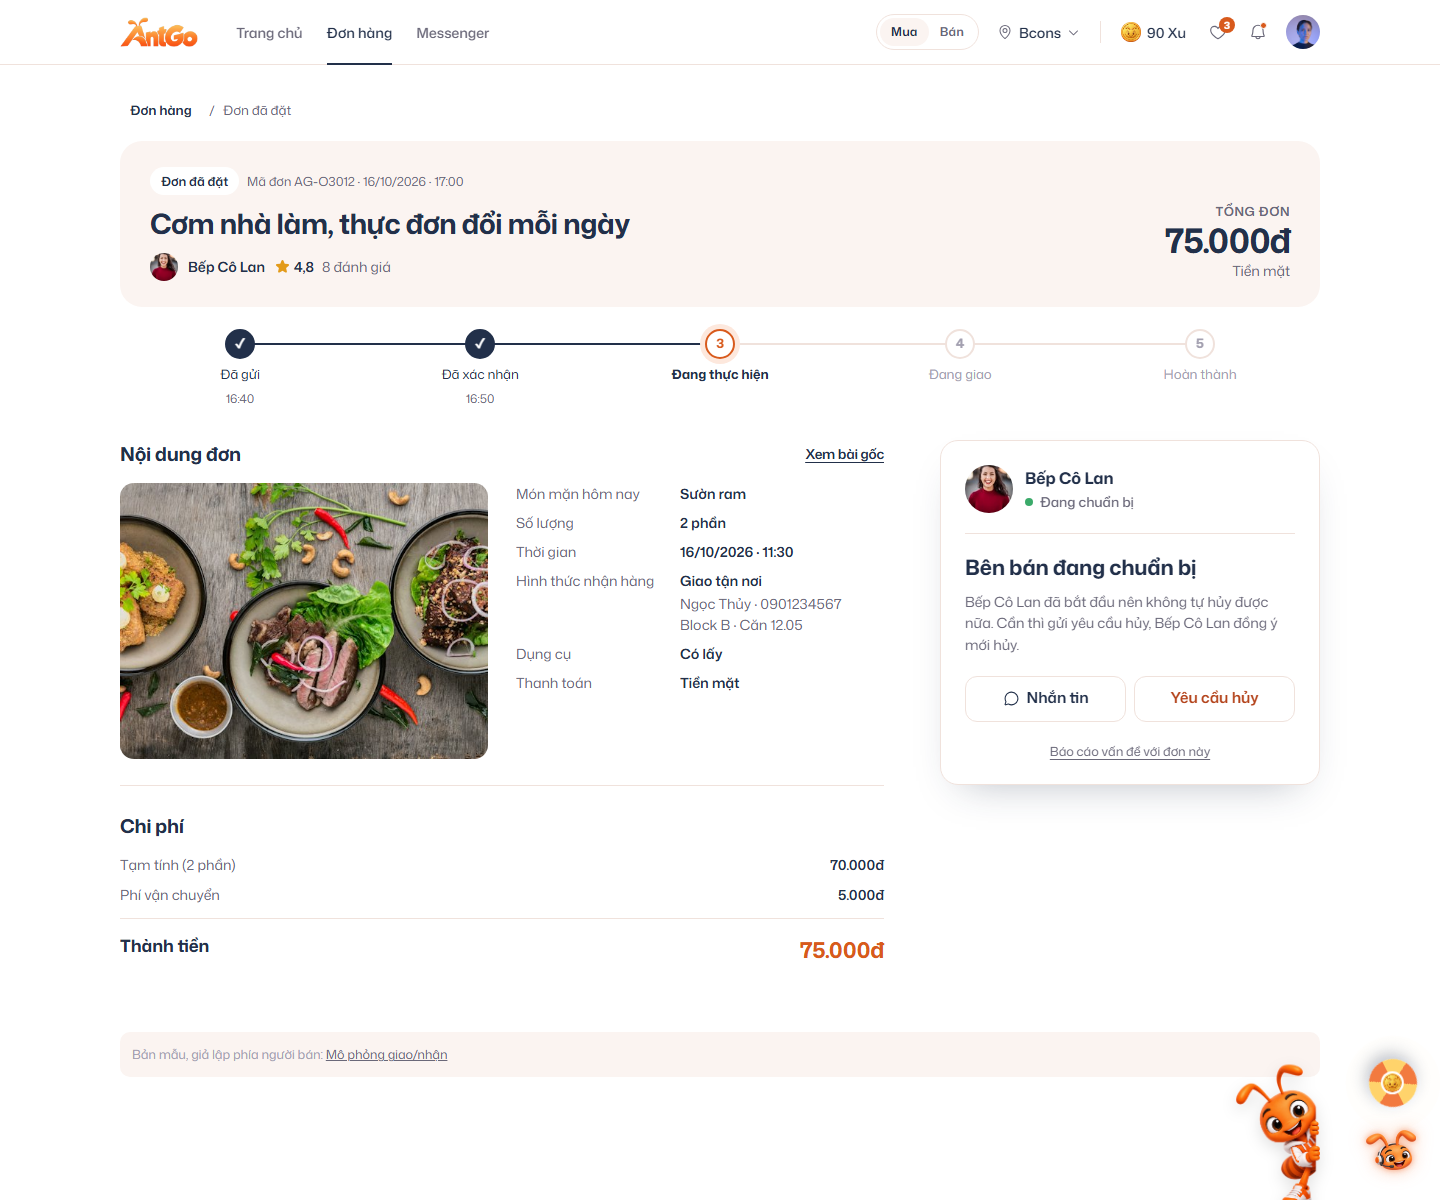 AntGo
Trang chủ
Đơn hàng
Messenger
Mua
Bán
Bcons
90 Xu
3
Đơn hàng / Đơn đã đặt
Đơn đã đặt
Mã đơn AG-O3012 · 16/10/2026 · 17:00
Cơm nhà làm, thực đơn đổi mỗi ngày
Bếp Cô Lan
4,8
8 đánh giá
TỔNG ĐƠN
75.000đ
Tiền mặt
Đã gửi
16:40
Đã xác nhận
16:50
3
Đang thực hiện
4
Đang giao
5
Hoàn thành
Nội dung đơn
Xem bài gốc
Món mặn hôm nay
Sườn ram
Số lượng
2 phần
Thời gian
16/10/2026 · 11:30
Hình thức nhận hàng
Giao tận nơi
Ngọc Thủy · 0901234567
Block B · Căn 12.05
Dụng cụ
Có lấy
Thanh toán
Tiền mặt
Chi phí
Tạm tính (2 phần)
70.000đ
Phí vận chuyển
5.000đ
Thành tiền
75.000đ
Bếp Cô Lan
Đang chuẩn bị
Bên bán đang chuẩn bị
Bếp Cô Lan đã bắt đầu nên không tự hủy được
nữa. Cần thì gửi yêu cầu hủy, Bếp Cô Lan đồng ý
mới hủy.
Nhắn tin
Yêu cầu hủy
Báo cáo vấn đề với đơn này
Bản mẫu, giả lập phía người bán: Mô phỏng giao/nhận